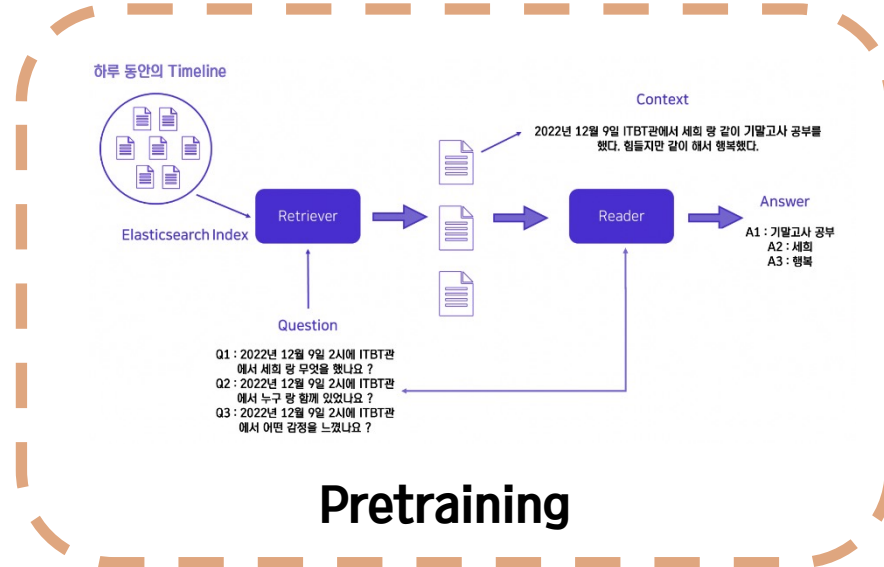 하루 동안의 Timeline
Context
2022년 12월 9일 ITBT관에서 세희 랑 같이 기말고사 공부를
했다. 힘들지만 같이 해서 행복했다.
Retriever
Reader
Answer
A1 : 기말고사 공부
A2 : 세희
A3 : 행복
Elasticsearch Index
Question
Q1 : 2022년 12월 9일 2시에 ITBT관
에서 세희 랑 무엇을 했나요 ?
Q2 : 2022년 12월 9일 2시에 ITBT관
에서 누구 랑 함께 있었나요 ?
Q3 : 2022년 12월 9일 2시에 ITBT관
에서 어떤 감정을 느꼈나요 ?
Pretraining